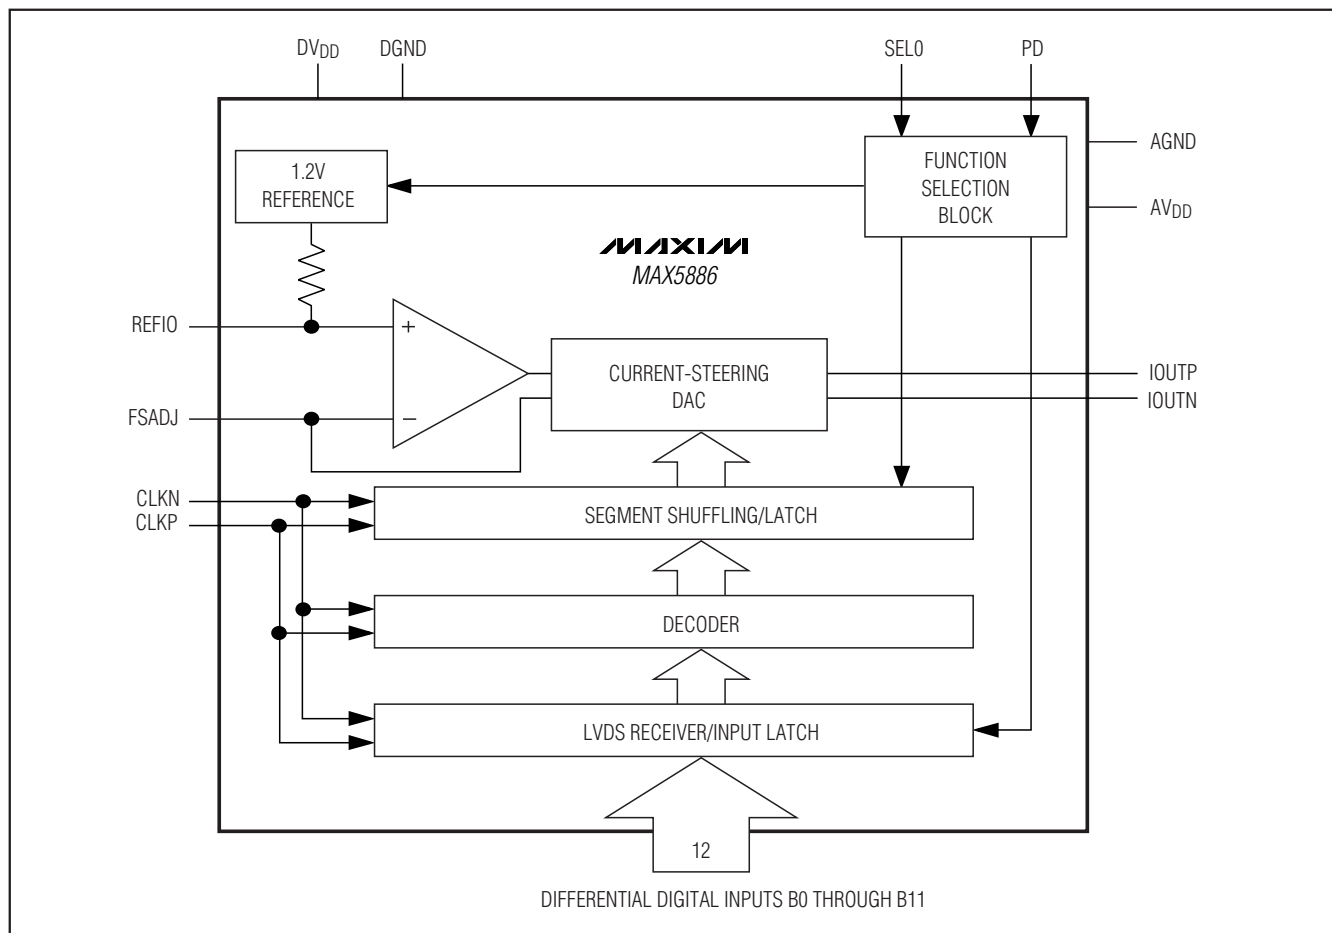 DVDD DGND SEL0 PD
AGND
AVDD
1.2V
REFERENCE
FUNCTION
SELECTION
BLOCK
MAXIM
MAX5886
REFIO
+
FSADJ
−
CURRENT-STEERING
DAC
IOUTP
IOUTN
CLKN
CLKP
SEGMENT SHUFFLING/LATCH
DECODER
LVDS RECEIVER/INPUT LATCH
12
DIFFERENTIAL DIGITAL INPUTS B0 THROUGH B11